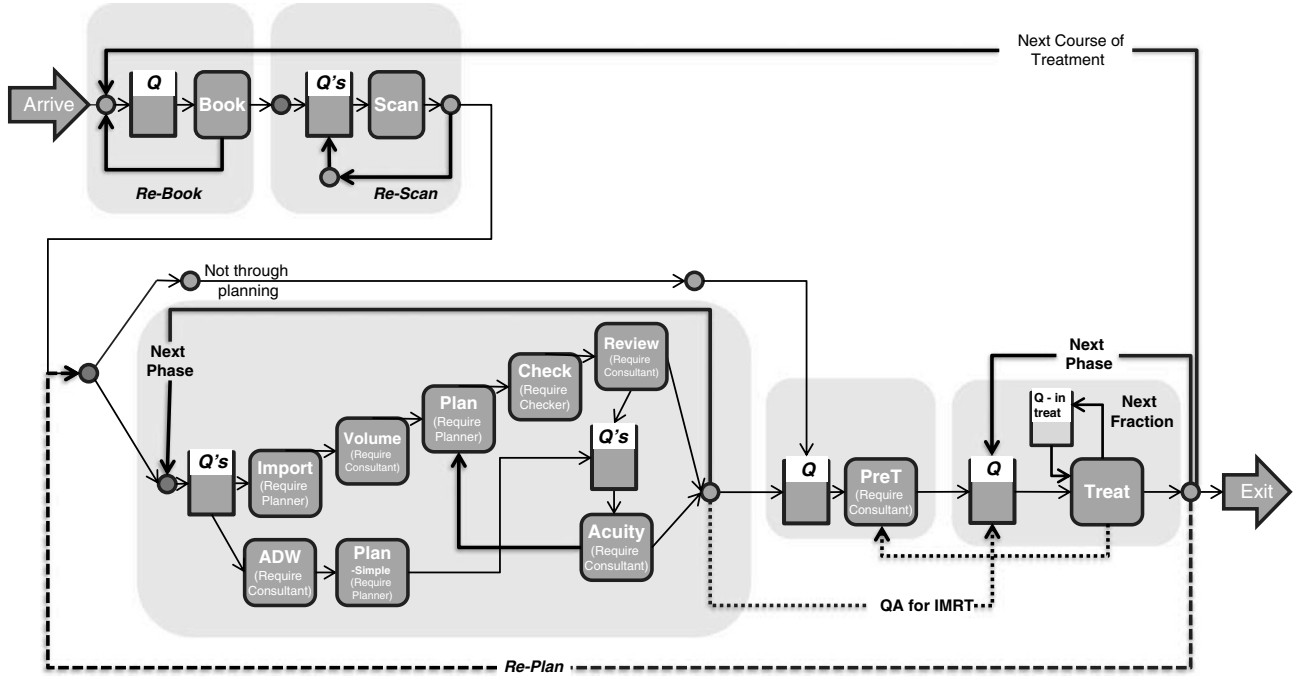 Next Course of
Treatment
Arrive
Q
Book
Re-Book
Q's
Scan
Re-Scan
Not through
planning
Next
Phase
Q's
Import
(Require
Planner)
Volume
(Require
Consultant)
Plan
(Require
Planner)
Check
(Require
Checker)
Review
(Require
Consultant)
Q's
Acuity
(Require
Consultant)
ADW
(Require
Consultant)
Plan
-Simple
(Require
Planner)
Q
PreT
(Require
Consultant)
Next
Phase
Q - in
treat
Next
Fraction
Q
Treat
Exit
QA for IMRT
Re-Plan